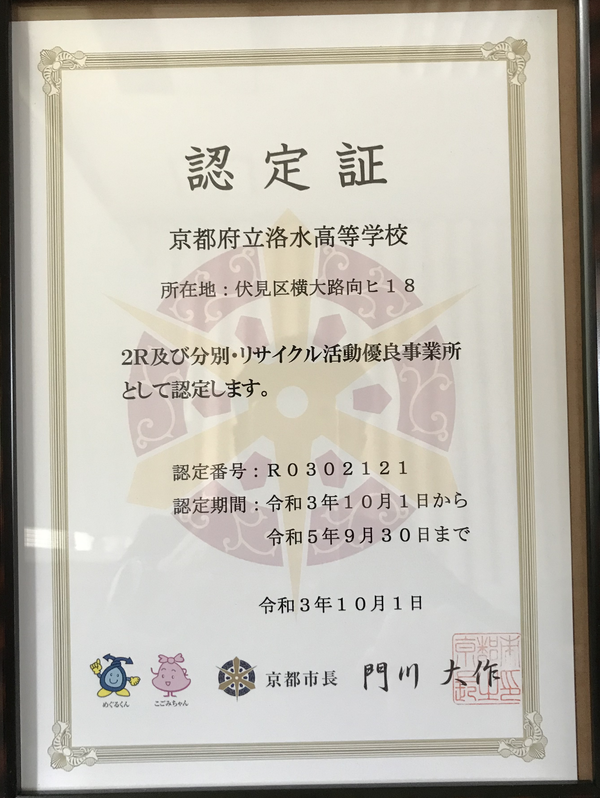 認定証
京都府立洛水高等学校
所在地：伏見区横大路向ヒ１８
２Ｒ及び分別・リサイクル活動優良事業所
として認定します。
認定番号：Ｒ０３０２１２１
認定期間：令和３年１０月１日から
令和５年９月３０日まで
令和３年１０月１日
めぐるくん
こごみちゃん
京都市長 門川 大作